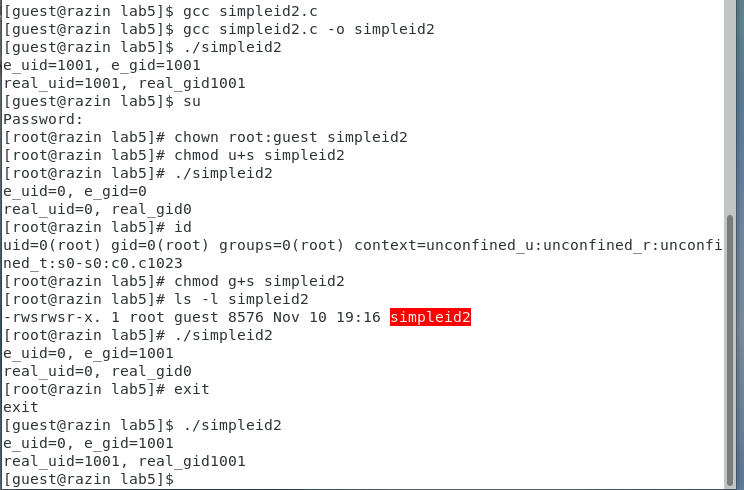 [guest@razin lab5]$ gcc simpleid2.c
[guest@razin lab5]$ gcc simpleid2.c -o simpleid2
[guest@razin lab5]$ ./simpleid2
e_uid=1001, e_gid=1001
real_uid=1001, real_gid1001
[guest@razin lab5]$ su
Password:
[root@razin lab5]# chown root:guest simpleid2
[root@razin lab5]# chmod u+s simpleid2
[root@razin lab5]# ./simpleid2
e_uid=0, e_gid=0
real_uid=0, real_gid0
[root@razin lab5]# id
uid=0(root) gid=0(root) groups=0(root) context=unconfined_u:unconfined_r:unconfi
ned_t:s0-s0:c0.c1023
[root@razin lab5]# chmod g+s simpleid2
[root@razin lab5]# ls -l simpleid2
-rwsrwsr-x. 1 root guest 8576 Nov 10 19:16 simpleid2
[root@razin lab5]# ./simpleid2
e_uid=0, e_gid=1001
real_uid=0, real_gid0
[root@razin lab5]# exit
exit
[guest@razin lab5]$ ./simpleid2
e_uid=0, e_gid=1001
real_uid=1001, real_gid1001
[guest@razin lab5]$